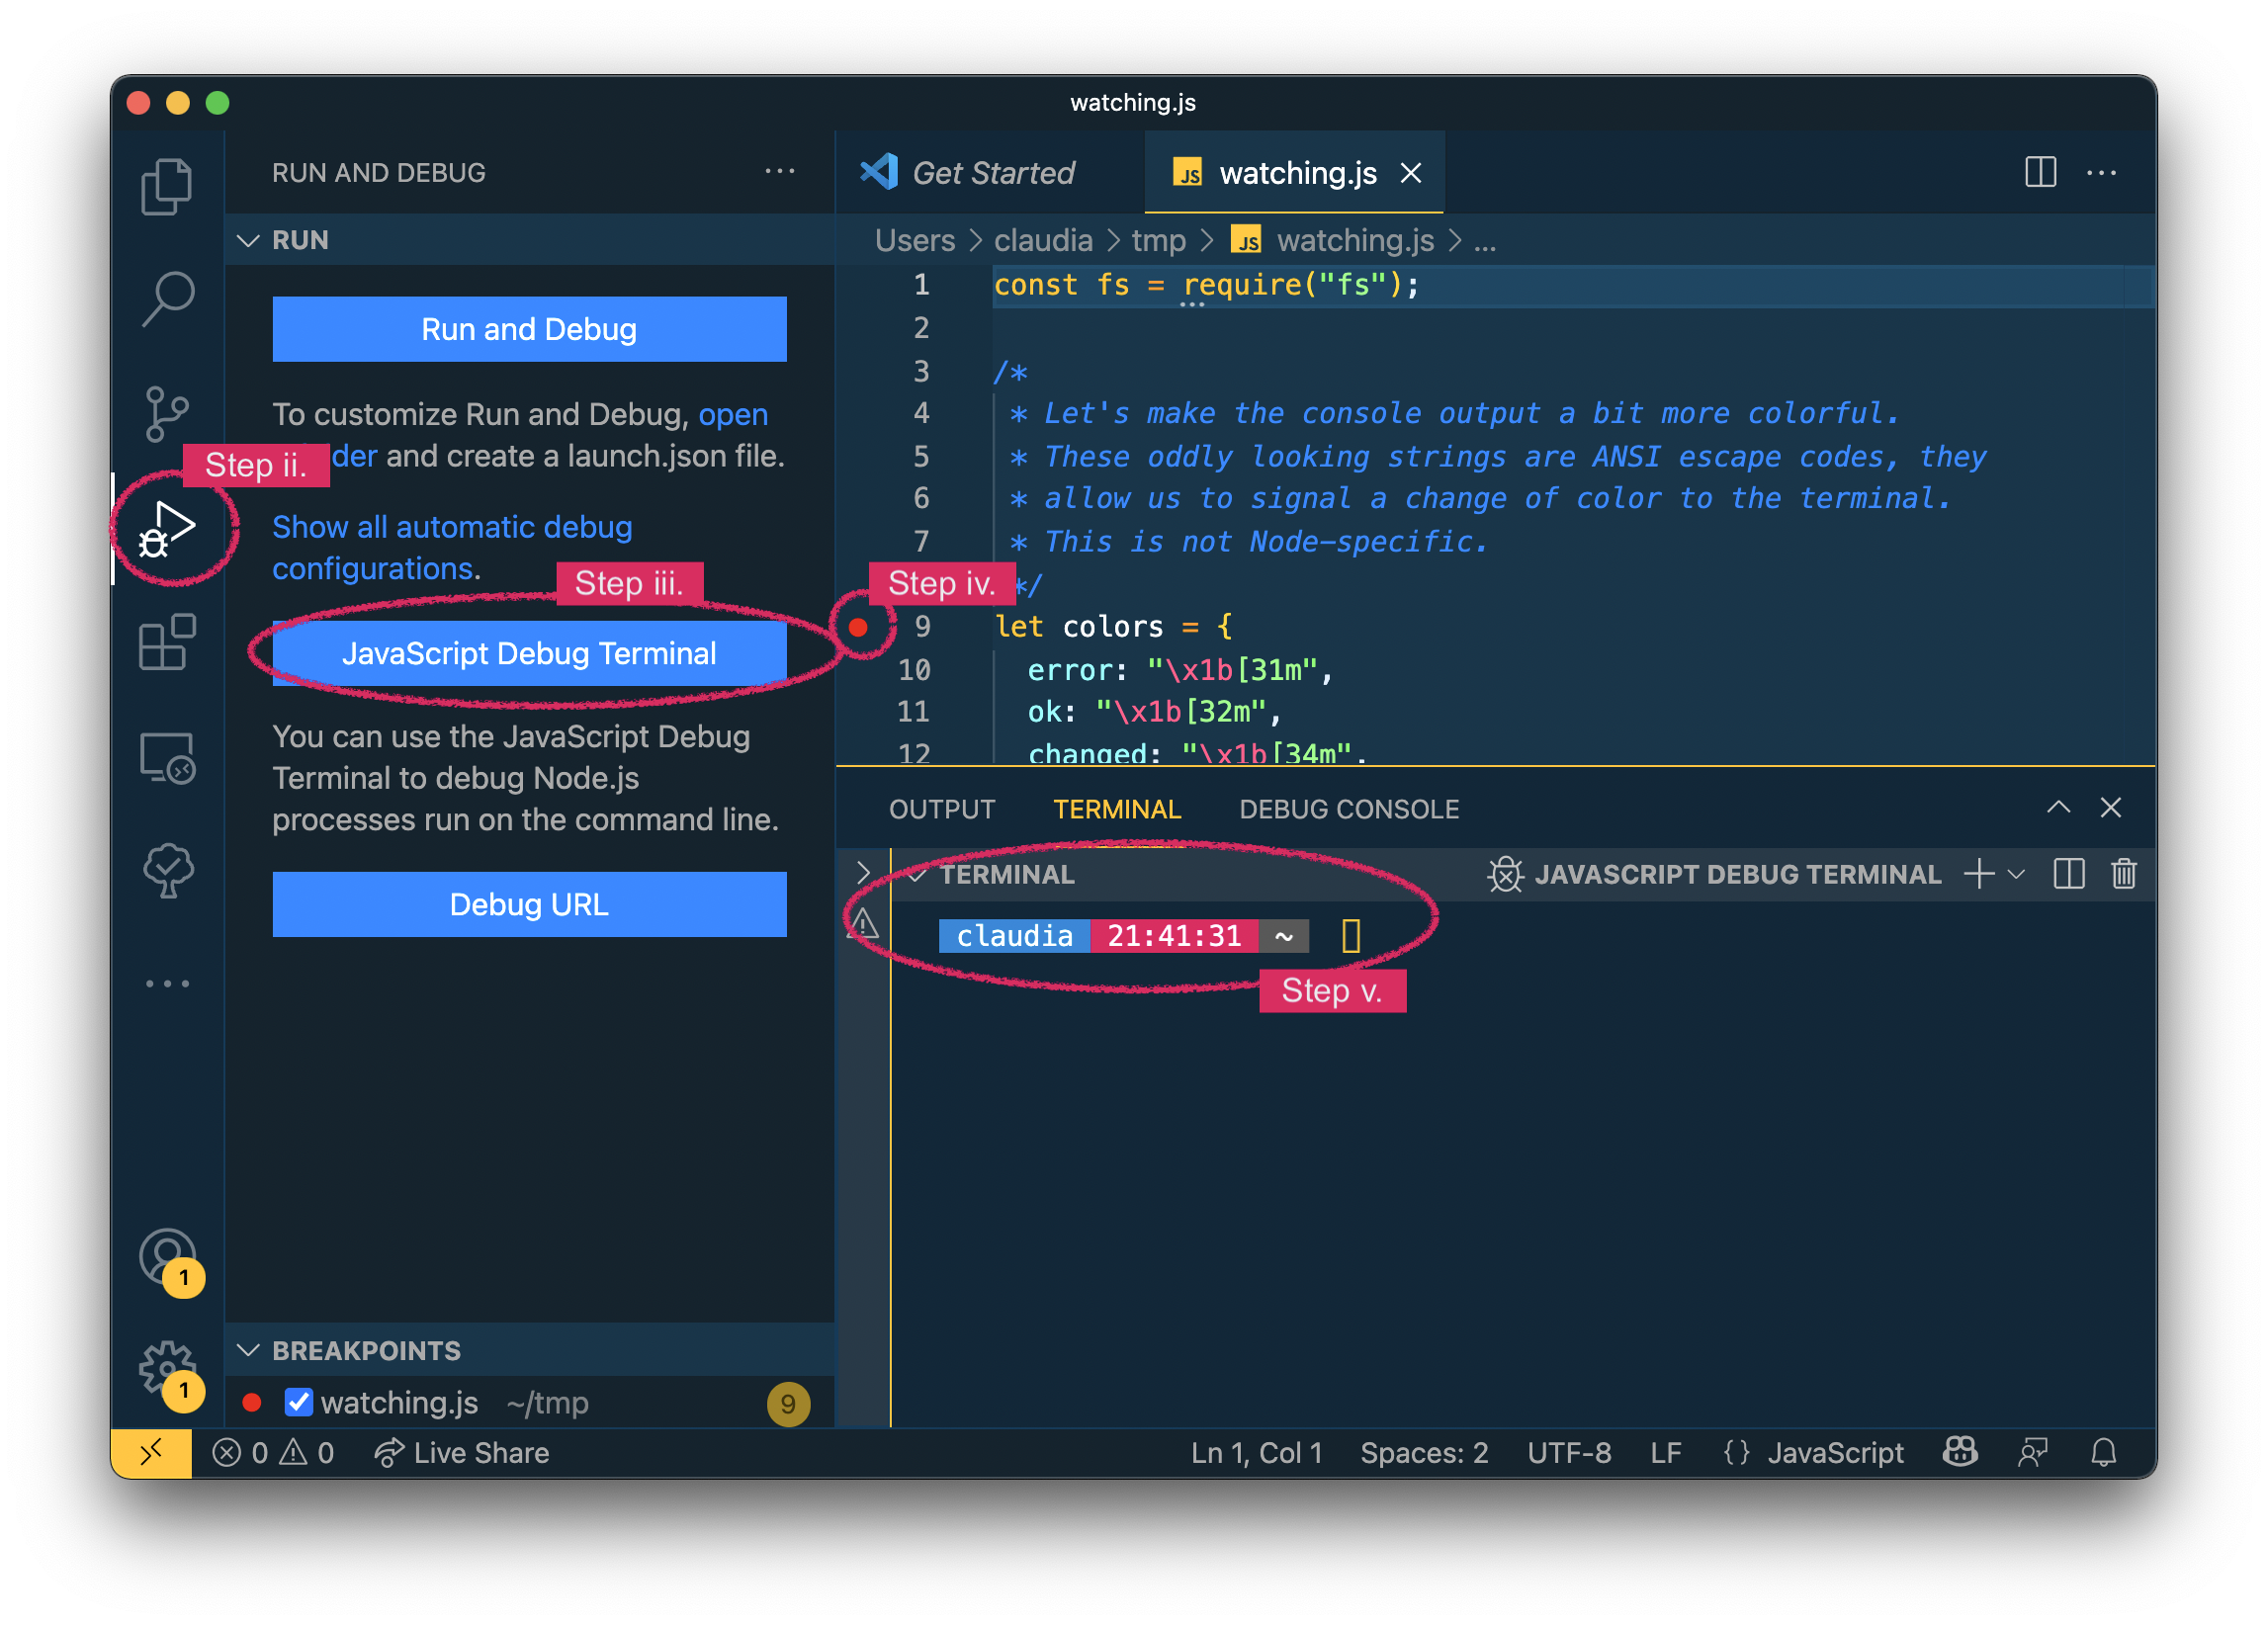 watching.js
RUN AND DEBUG
RUN
Run and Debug
To customize Run and Debug, open
der and create a launch.json file.
Step ii.
Show all automatic debug
configurations.
Step iii.
JavaScript Debug Terminal
You can use the JavaScript Debug
Terminal to debug Node.js
processes run on the command line.
Debug URL
1
1
BREAKPOINTS
watching.js ~/tmp 9
Get Started
JS watching.js
Users > claudia > tmp > JS watching.js > ...
1 const fs = require("fs");
2
3 /*
4 * Let's make the console output a bit more colorful.
5 * These oddly looking strings are ANSI escape codes, they
6 * allow us to signal a change of color to the terminal.
7 * This is not Node-specific.
Step iv. */
9 let colors = {
10 error: "\x1b[31m",
11 ok: "\x1b[32m",
12 changed: "\x1b[34m",
OUTPUT TERMINAL DEBUG CONSOLE
TERMINAL JAVASCRIPT DEBUG TERMINAL
claudia 21:41:31 ~
Step v.
0 0 Live Share Ln 1, Col 1 Spaces: 2 UTF-8 LF {} JavaScript